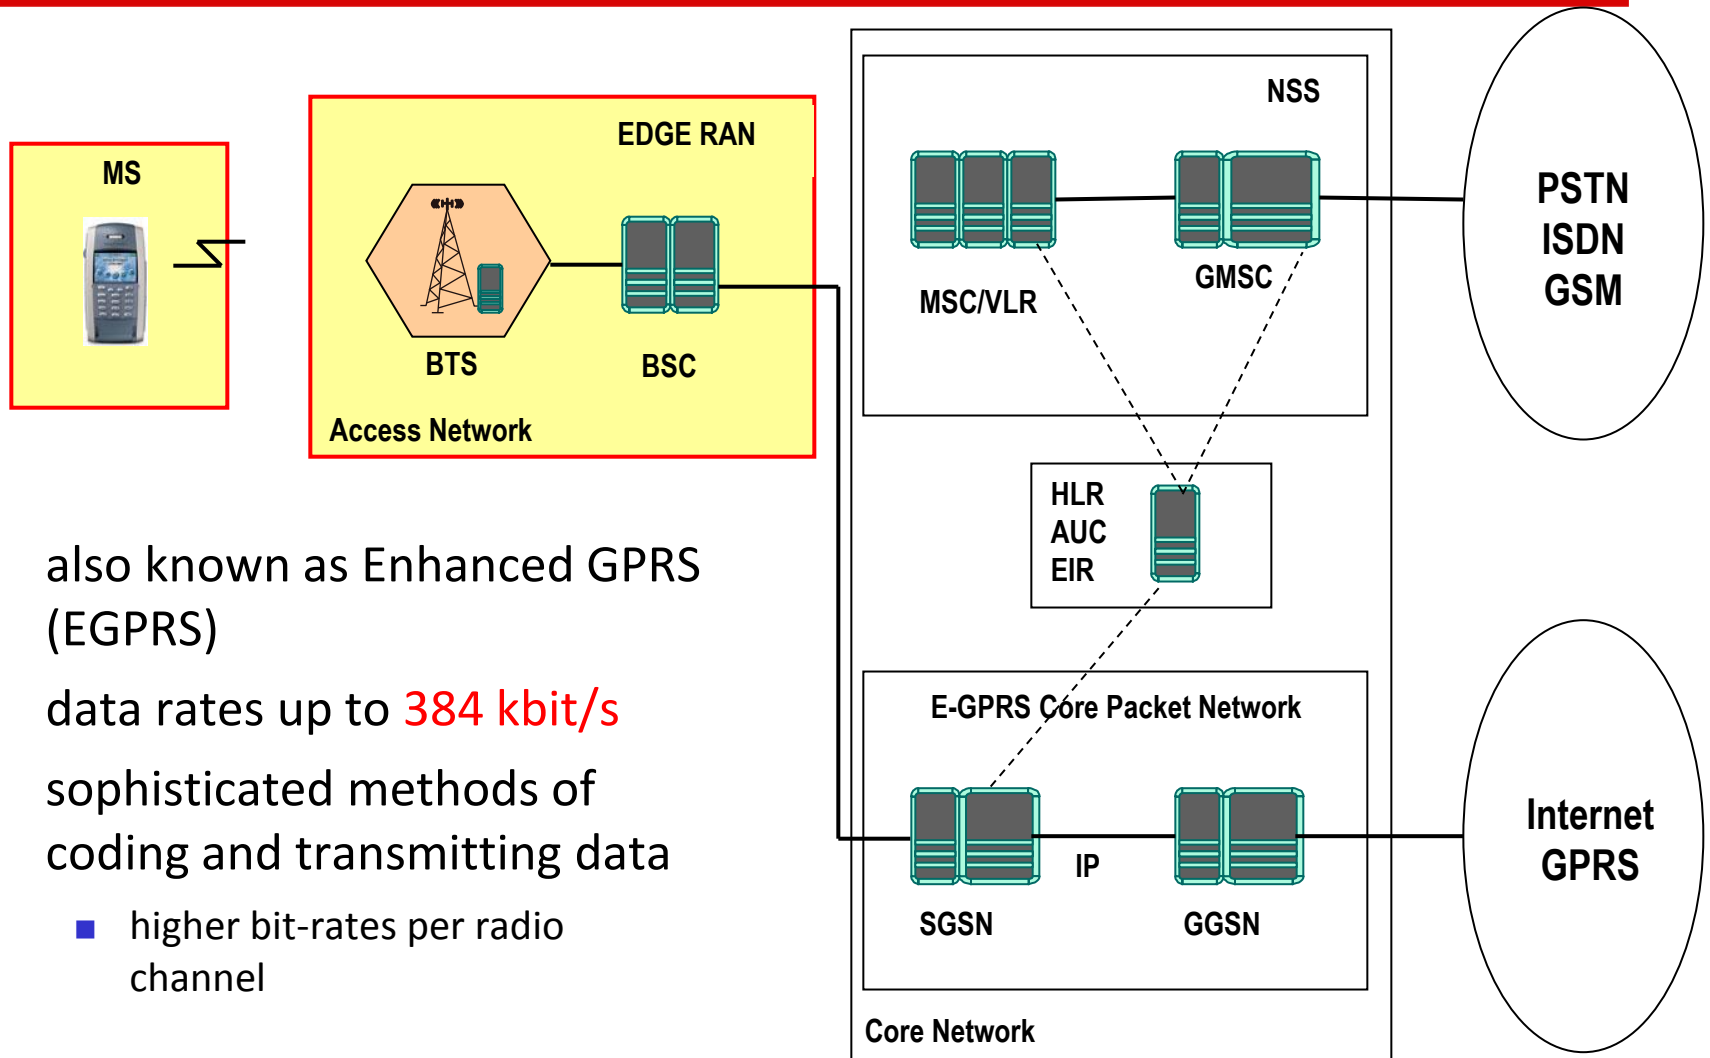 NSS
EDGE RAN
MS
PSTN
ISDN
GSM
GMSC
MSC/VLR
BTS
BSC
Access Network
HLR
AUC
EIR
also known as Enhanced GPRS
(EGPRS)
data rates up to 384 kbit/s
sophisticated methods of
coding and transmitting data
higher bit-rates per radio
channel
E-GPRS Core Packet Network
IP
SGSN
GGSN
Internet
GPRS
Core Network